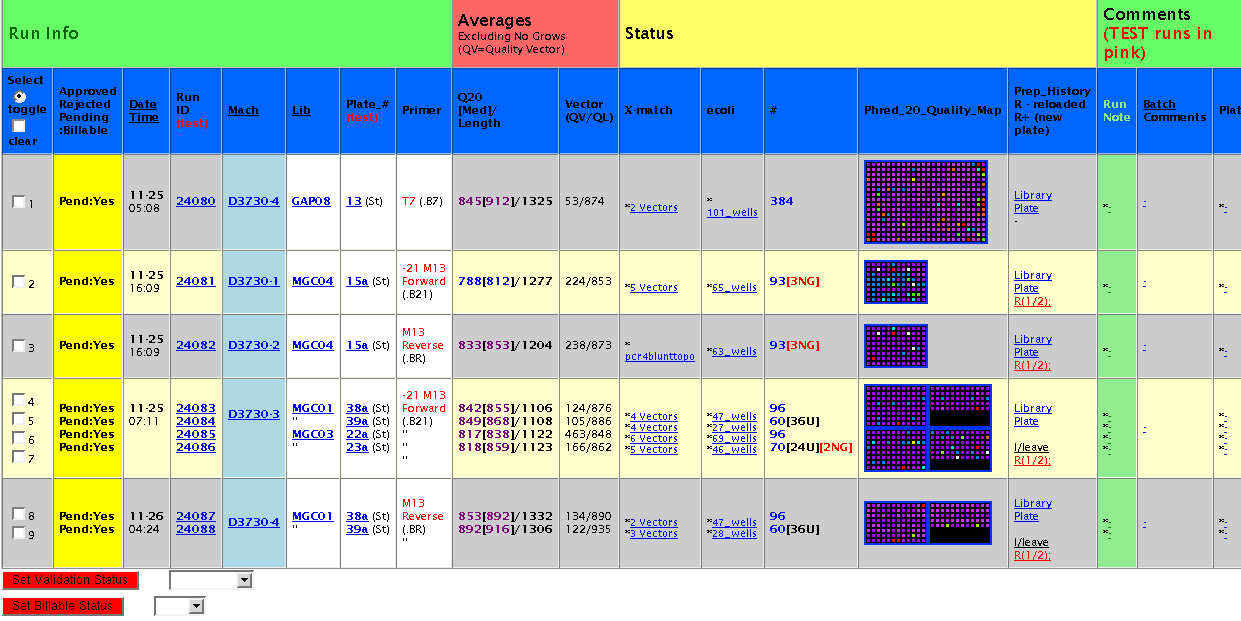 Run Info
Averages
Excluding No Grows
(QV=Quality Vector)
Status
Comments
(TEST runs in
pink)
Select
toggle
clear
Approved
Rejected
Pending
:Billable
Date
Time
Run
ID
(test)
Mach
Lib
Plate_#
(test)
Primer
Q20
[Med]/
Length
Vector
(QV/QL)
X-match
ecoli
#
Phred_20_Quality_Map
Prep_History
R - reloaded
R+ (new
plate)
Run
Note
Batch
Comments
Plat
1
Pend:Yes
11-25
05:08
24080
D3730-4
GAP08
13 (St)
T7 (.B7)
845[912]/1325
53/874
*2 Vectors
*
101_wells
384
Library
Plate
-
*-
-
*-
2
Pend:Yes
11-25
16:09
24081
D3730-1
MGC04
15a (St)
-21 M13
Forward
(.B21)
788[812]/1277
224/853
*5 Vectors
*65_wells
93[3NG]
Library
Plate
R(1/2);
*-
-
*-
3
Pend:Yes
11-25
16:09
24082
D3730-2
MGC04
15a (St)
M13
Reverse
(.BR)
833[853]/1204
238/873
*
pcr4blunttopo
*63_wells
93[3NG]
Library
Plate
R(1/2);
*-
-
*-
4
5
6
7
Pend:Yes
Pend:Yes
Pend:Yes
Pend:Yes
11-25
07:11
24083
24084
24085
24086
D3730-3
MGC01
"
MGC03
"
38a (St)
39a (St)
22a (St)
23a (St)
-21 M13
Forward
(.B21)
"
"
"
842[855]/1106
849[868]/1108
817[838]/1122
818[859]/1123
124/876
105/886
463/848
166/862
*4 Vectors
*4 Vectors
*6 Vectors
*5 Vectors
*47_wells
*27_wells
*69_wells
*46_wells
96
60[36U]
96
70[24U][2NG]
Library
Plate
I/leave
R(1/2);
*-
*-
*-
*-
-
*-
*-
*-
*-
8
9
Pend:Yes
Pend:Yes
11-26
04:24
24087
24088
D3730-4
MGC01
"
38a (St)
39a (St)
M13
Reverse
(.BR)
"
853[892]/1332
892[916]/1306
134/890
122/935
*2 Vectors
*3 Vectors
*47_wells
*28_wells
96
60[36U]
Library
Plate
I/leave
R(1/2);
*-
*-
-
*-
*-
Set Validation Status
Set Billable Status